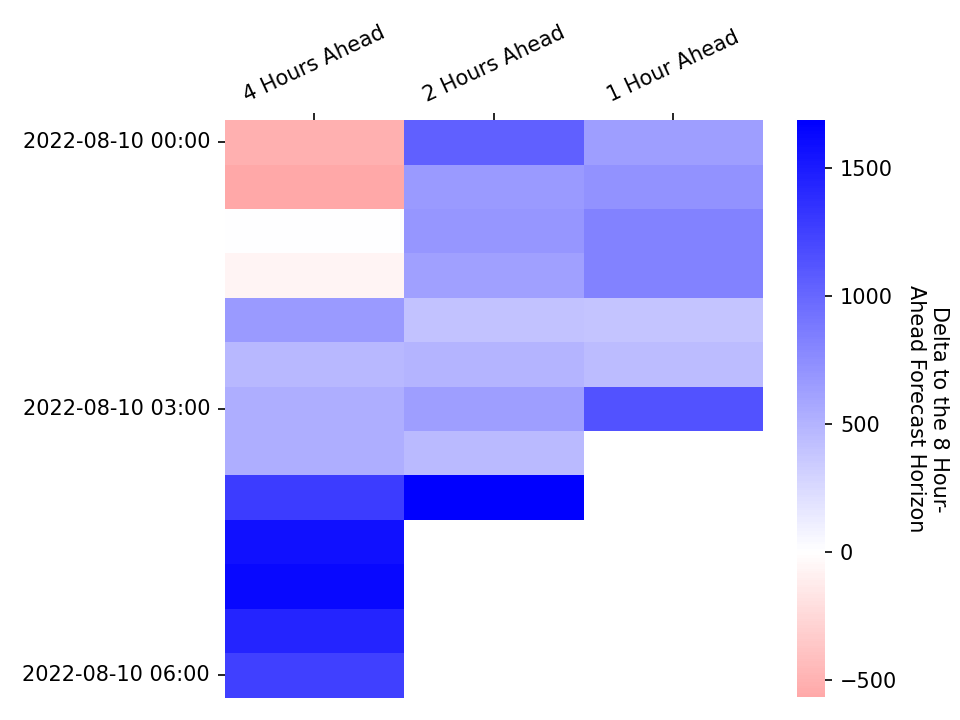 4 Hours Ahead
2 Hours Ahead
1 Hour Ahead
2022-08-10 00:00
2022-08-10 03:00
2022-08-10 06:00
1500
1000
500
0
−500
Delta to the 8 Hour-
Ahead Forecast Horizon